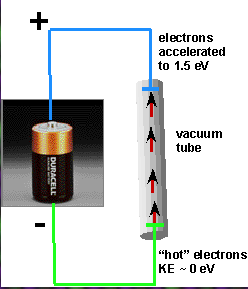 +
electrons
accelerated
to 1.5 eV
vacuum
tube
DURACELL
-
“hot” electrons
KE ~ 0 eV